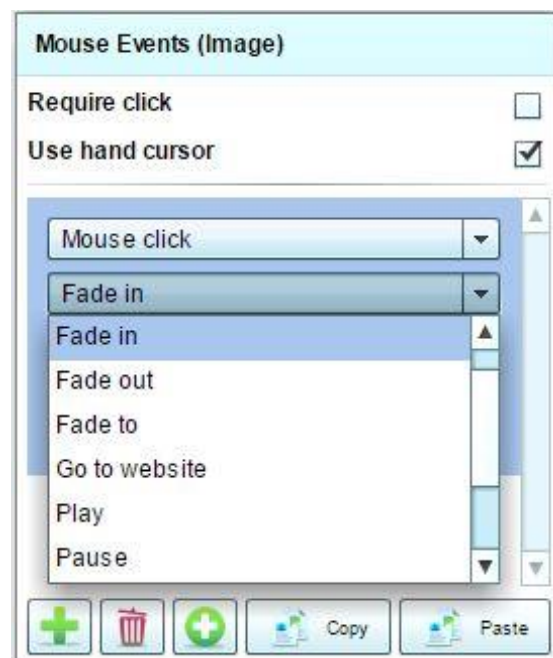 Mouse Events (Image)
Require click
Use hand cursor
Mouse click
Fade in
Fade in
Fade out
Fade to
Go to website
Play
Pause
Copy Paste